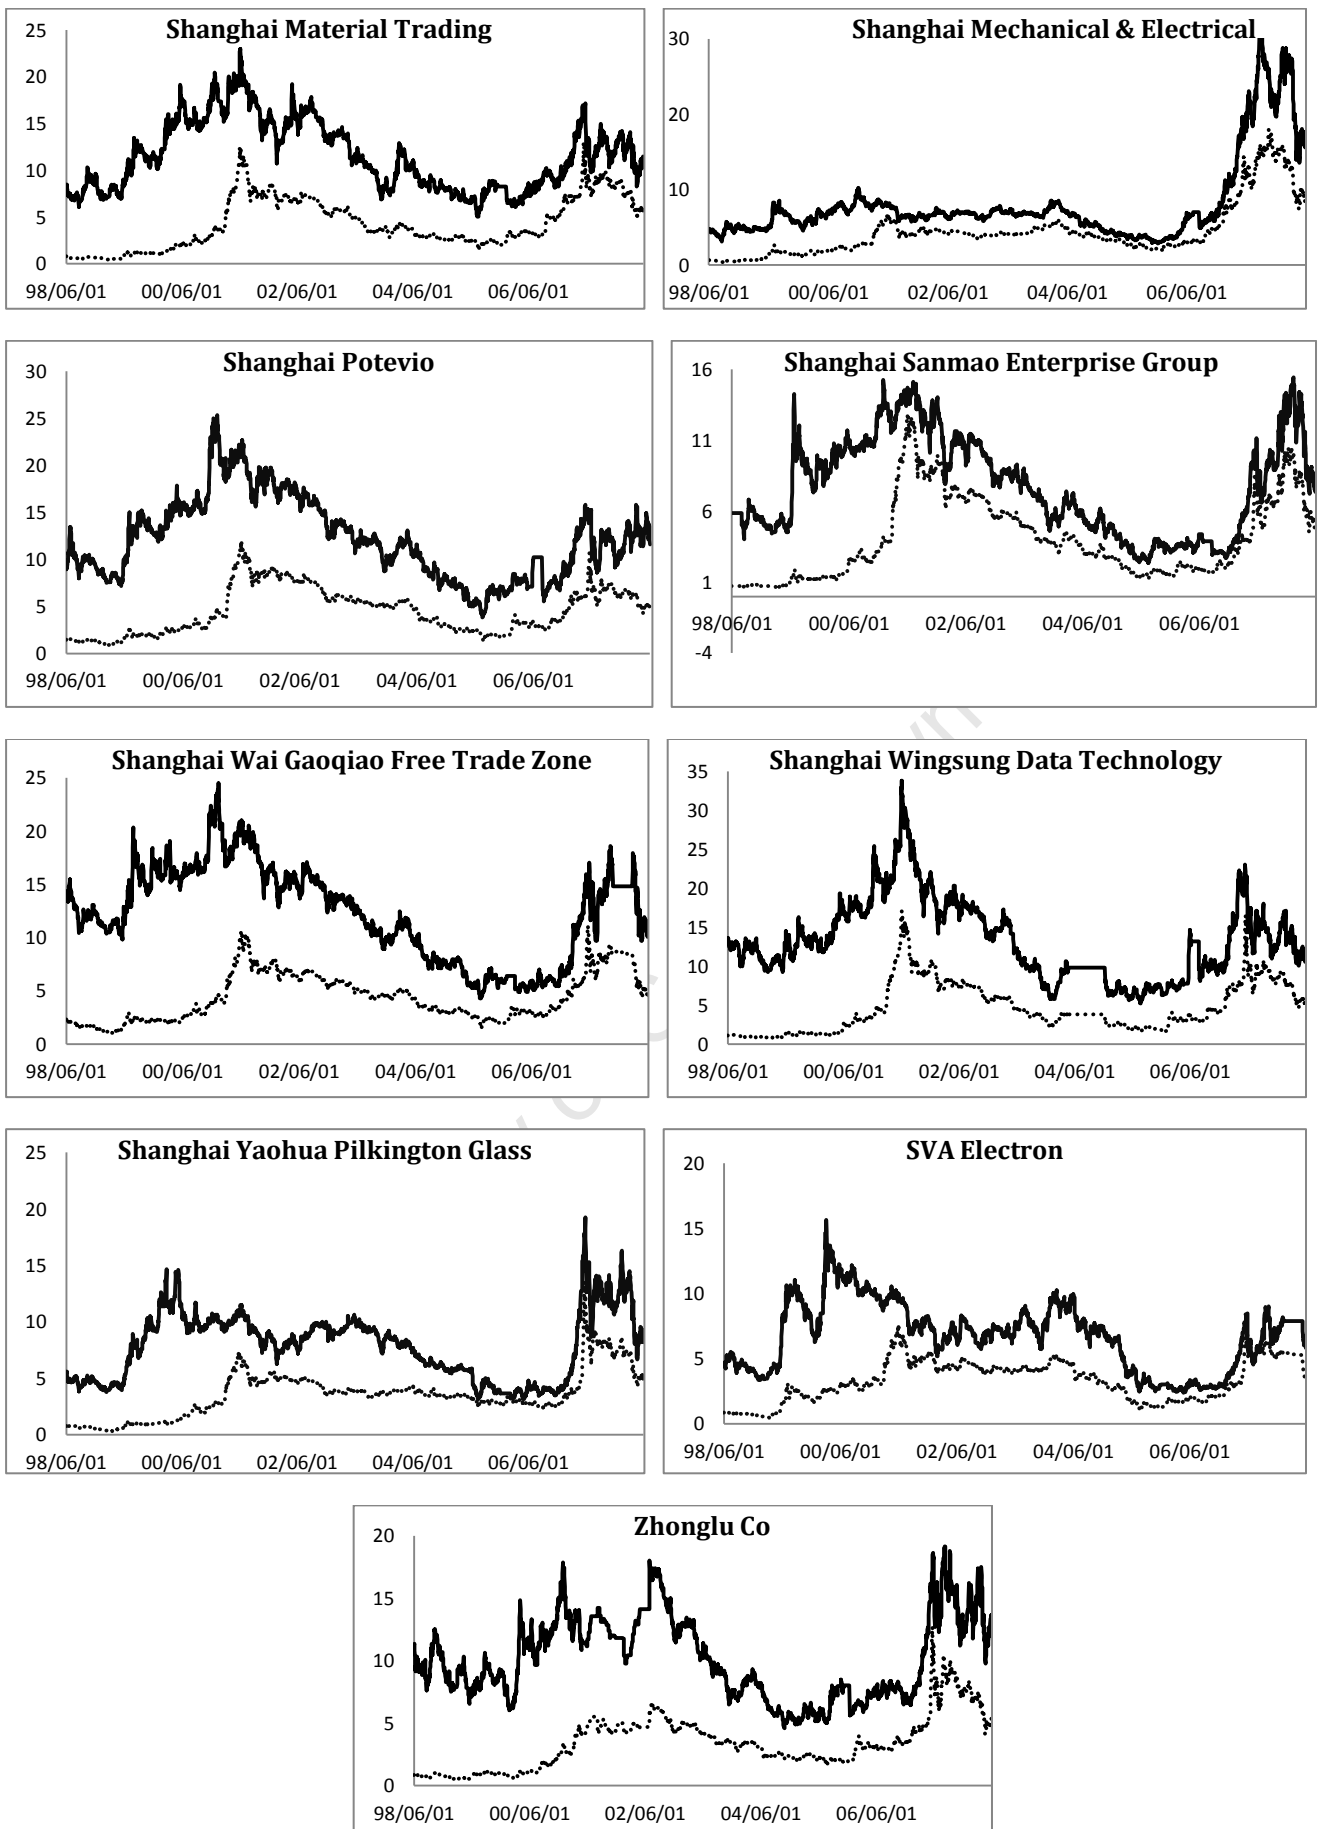 Shanghai Material Trading
25
20
15
10
5
0
98/06/01 00/06/01 02/06/01 04/06/01 06/06/01
Shanghai Mechanical & Electrical
30
20
10
0
98/06/01 00/06/01 02/06/01 04/06/01 06/06/01
Shanghai Potevio
30
25
20
15
10
5
0
98/06/01 00/06/01 02/06/01 04/06/01 06/06/01
Shanghai Sanmao Enterprise Group
16
11
6
1
98/06/01 00/06/01 02/06/01 04/06/01 06/06/01
-4
Shanghai Wai Gaoqiao Free Trade Zone
25
20
15
10
5
0
98/06/01 00/06/01 02/06/01 04/06/01 06/06/01
Shanghai Wingsung Data Technology
35
30
25
20
15
10
5
0
98/06/01 00/06/01 02/06/01 04/06/01 06/06/01
Shanghai Yaohua Pilkington Glass
25
20
15
10
5
0
98/06/01 00/06/01 02/06/01 04/06/01 06/06/01
SVA Electron
20
15
10
5
0
98/06/01 00/06/01 02/06/01 04/06/01 06/06/01
Zhonglu Co
20
15
10
5
0
98/06/01 00/06/01 02/06/01 04/06/01 06/06/01